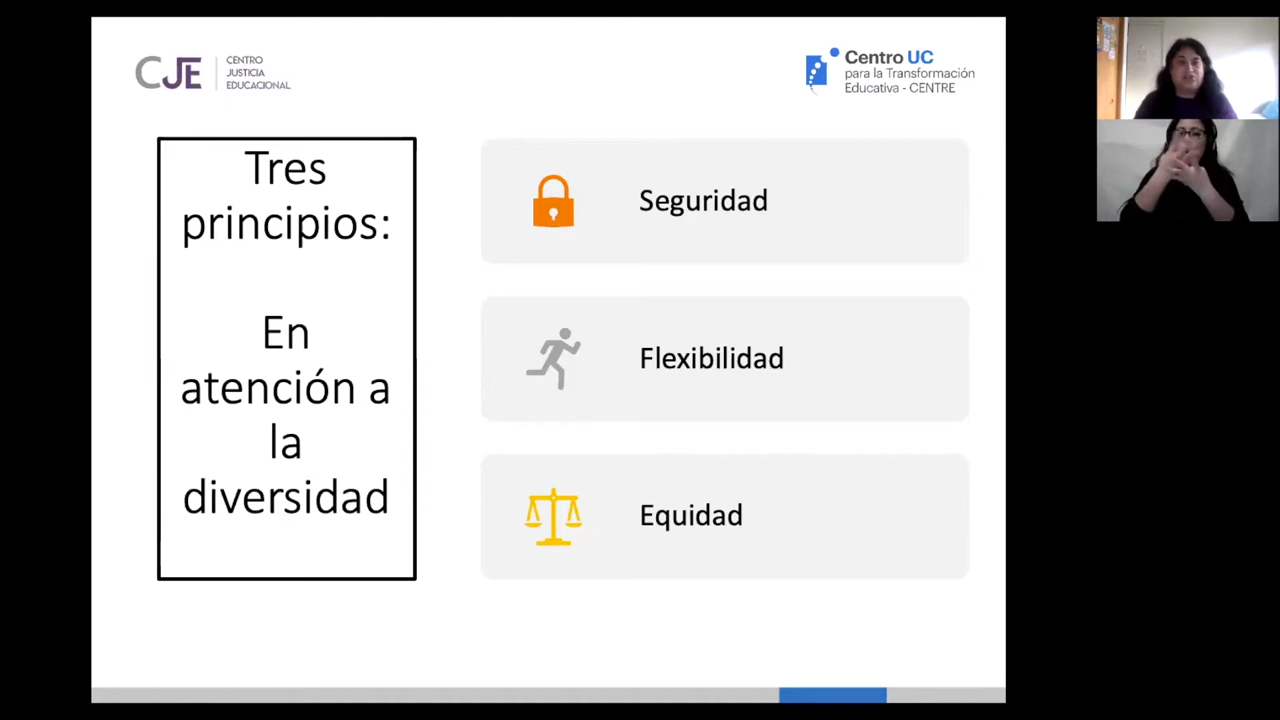 CJE
CENTRO
JUSTICIA
EDUCACIONAL
Centro UC
para la Transformación
Educativa - CENTRE
Tres
principios:
En
atención a
la
diversidad
Seguridad
Flexibilidad
Equidad